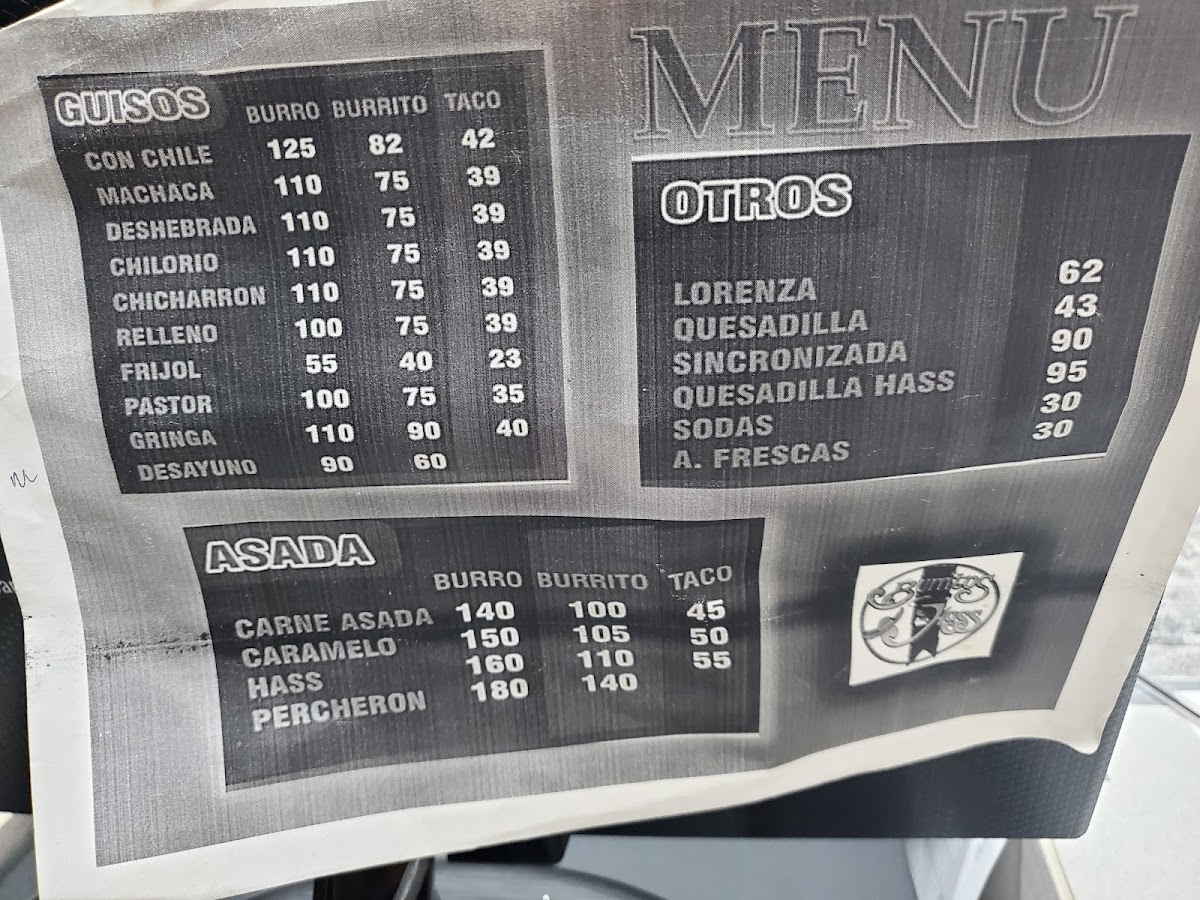 MENU
GUISOS BURRO BURRITO TACO
CON CHILE 125 82 42
MACHACA 110 75 39
DESHEBRADA 110 75 39
CHILORIO 110 75 39
CHICHARRON 110 75 39
RELLENO 100 75 39
FRIJOL 55 40 23
PASTOR 100 75 35
GRINGA 110 90 40
DESAYUNO 90 60
OTROS
LORENZA 62
QUESADILLA 43
SINCRONIZADA 90
QUESADILLA HASS 95
SODAS 30
A. FRESCAS 30
ASADA BURRO BURRITO TACO
CARNE ASADA 140 100 45
CARAMELO 150 105 50
HASS 160 110 55
PERCHERON 180 140
Burritos
Hass